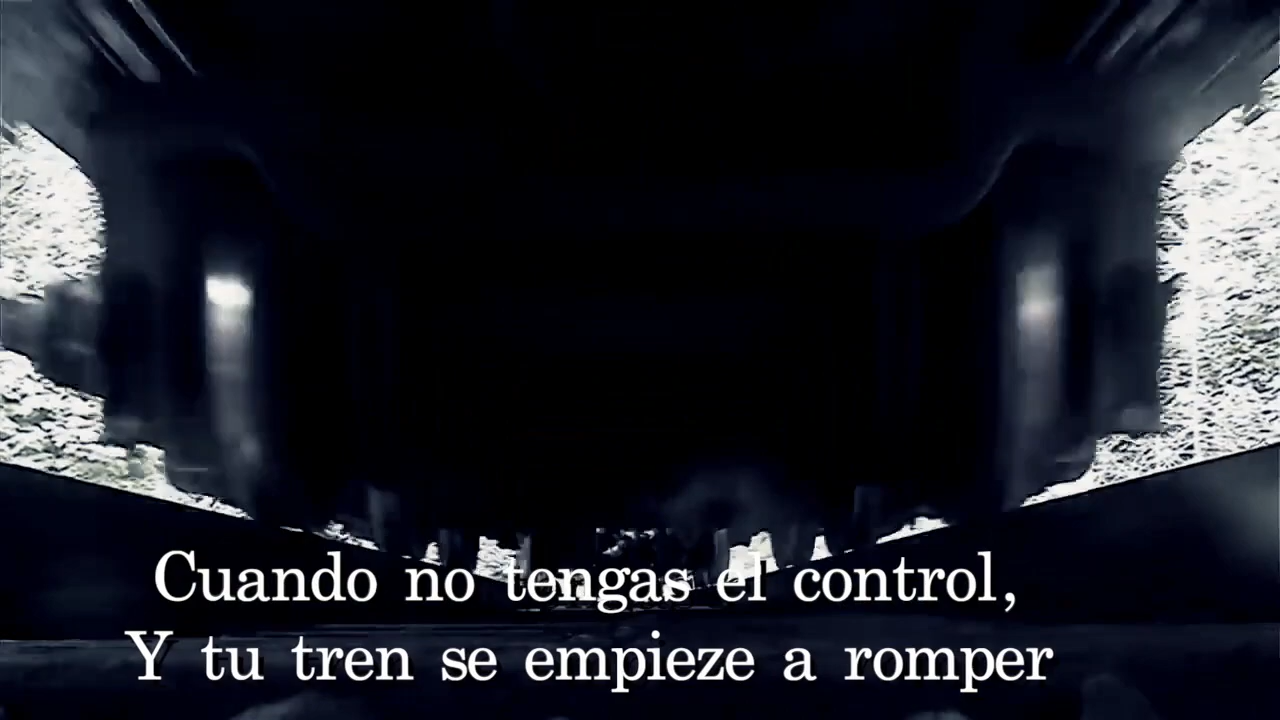 Cuando no tengas el control,
Y tu tren se empieze a romper